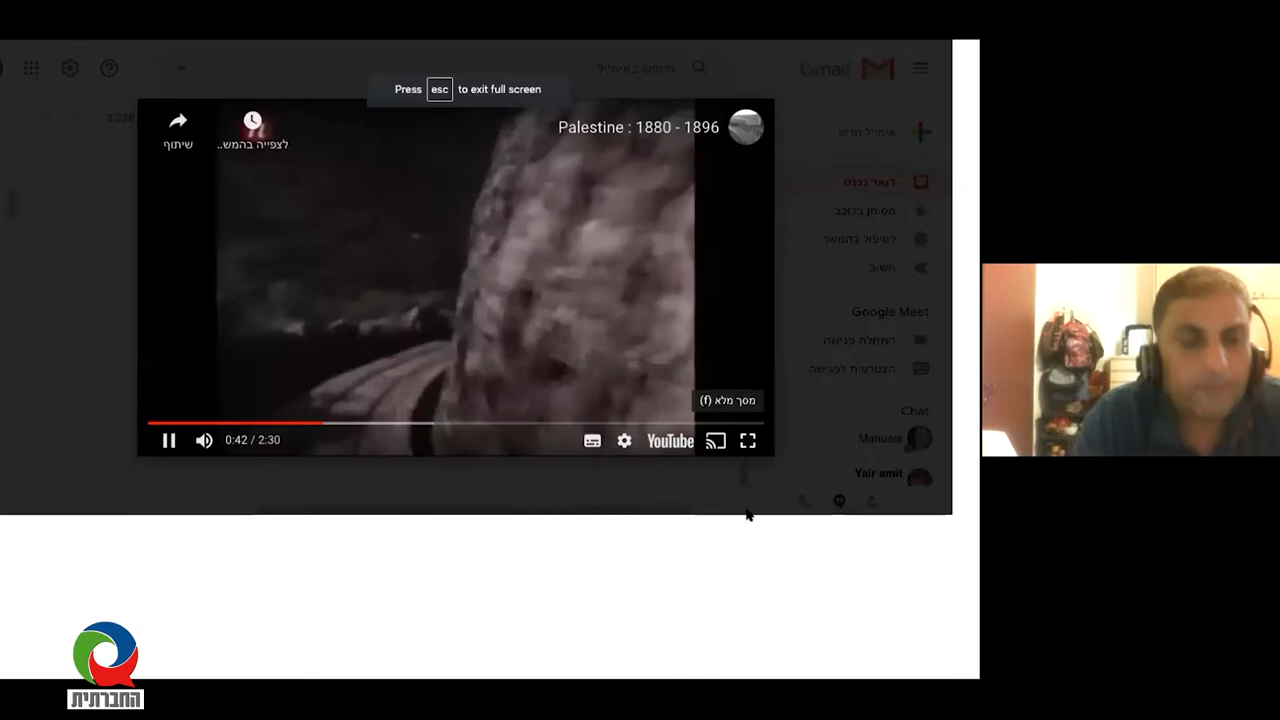 חיפוש באימייל
Gmail
Press esc to exit full screen
שיתוף
לצפייה בהמש..
Palestine : 1880 - 1896
אימייל חדש
דואר נכנס
מסומן בכוכב
לטיפול בהמשך
חשוב
Google Meet
התחלת פגישה
הצטרפות לפגישה
מסך מלא (f)
Chat
0:42 / 2:30
YouTube
Manuela
Yair amit
החברתית